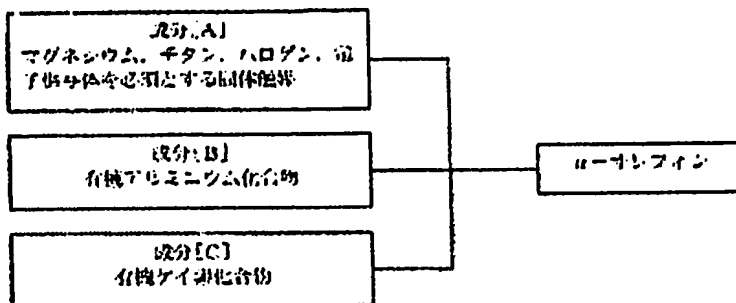 成分[A]
マグネシウム、チタン、ハロゲン、電
子供与体を必須とする固体触媒
成分[B]
有機アルミニウム化合物
成分[C]
有機ケイ素化合物
α－オレフィン